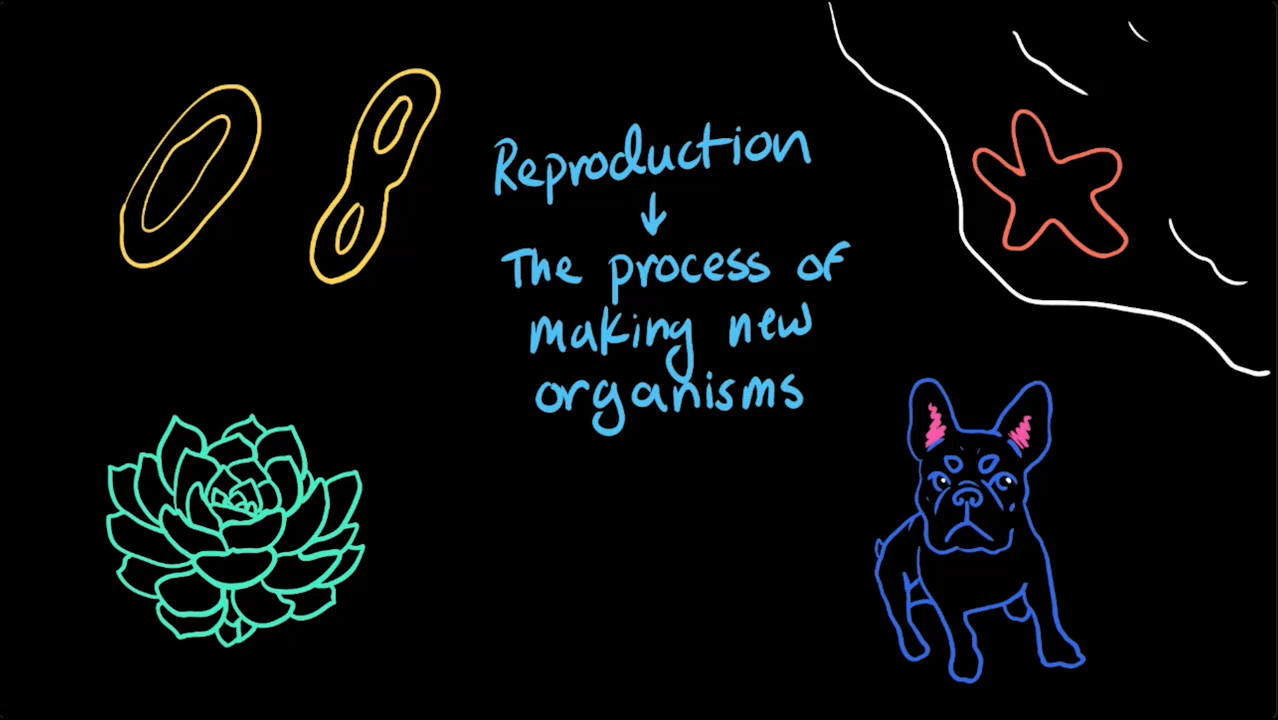 Reproduction
The process of
making new
organisms